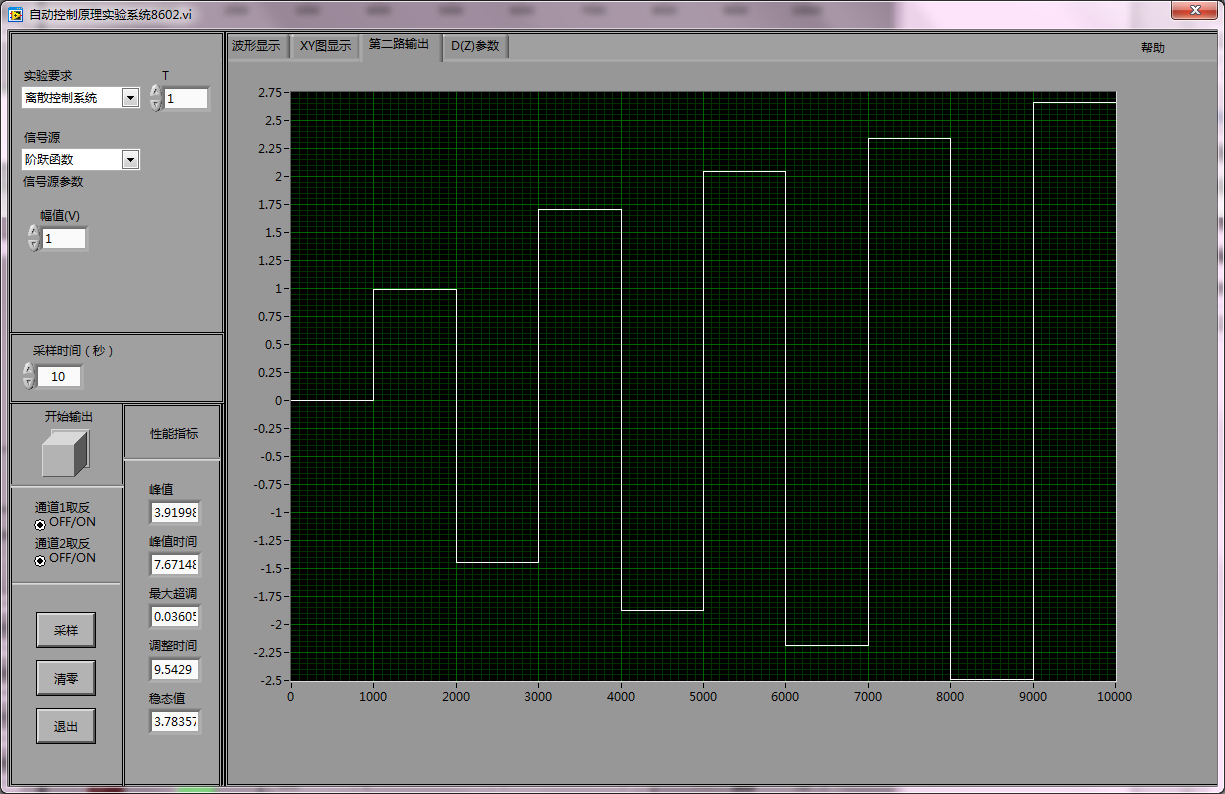 自动控制原理实验系统8602.vi
波形显示 XY图显示 第二路输出 D(Z)参数
帮助
实验要求 T
离散控制系统 1
信号源
阶跃函数
信号源参数
幅值(V)
1
采样时间（秒）
10
开始输出
性能指标
通道1取反
OFF/ON
通道2取反
OFF/ON
采样
清零
退出
峰值
3.91998
峰值时间
7.67148
最大超调
0.03605
调整时间
9.5429
稳态值
3.78357
2.75
2.5
2.25
2
1.75
1.5
1.25
1
0.75
0.5
0.25
0
-0.25
-0.5
-0.75
-1
-1.25
-1.5
-1.75
-2
-2.25
-2.5
0 1000 2000 3000 4000 5000 6000 7000 8000 9000 10000